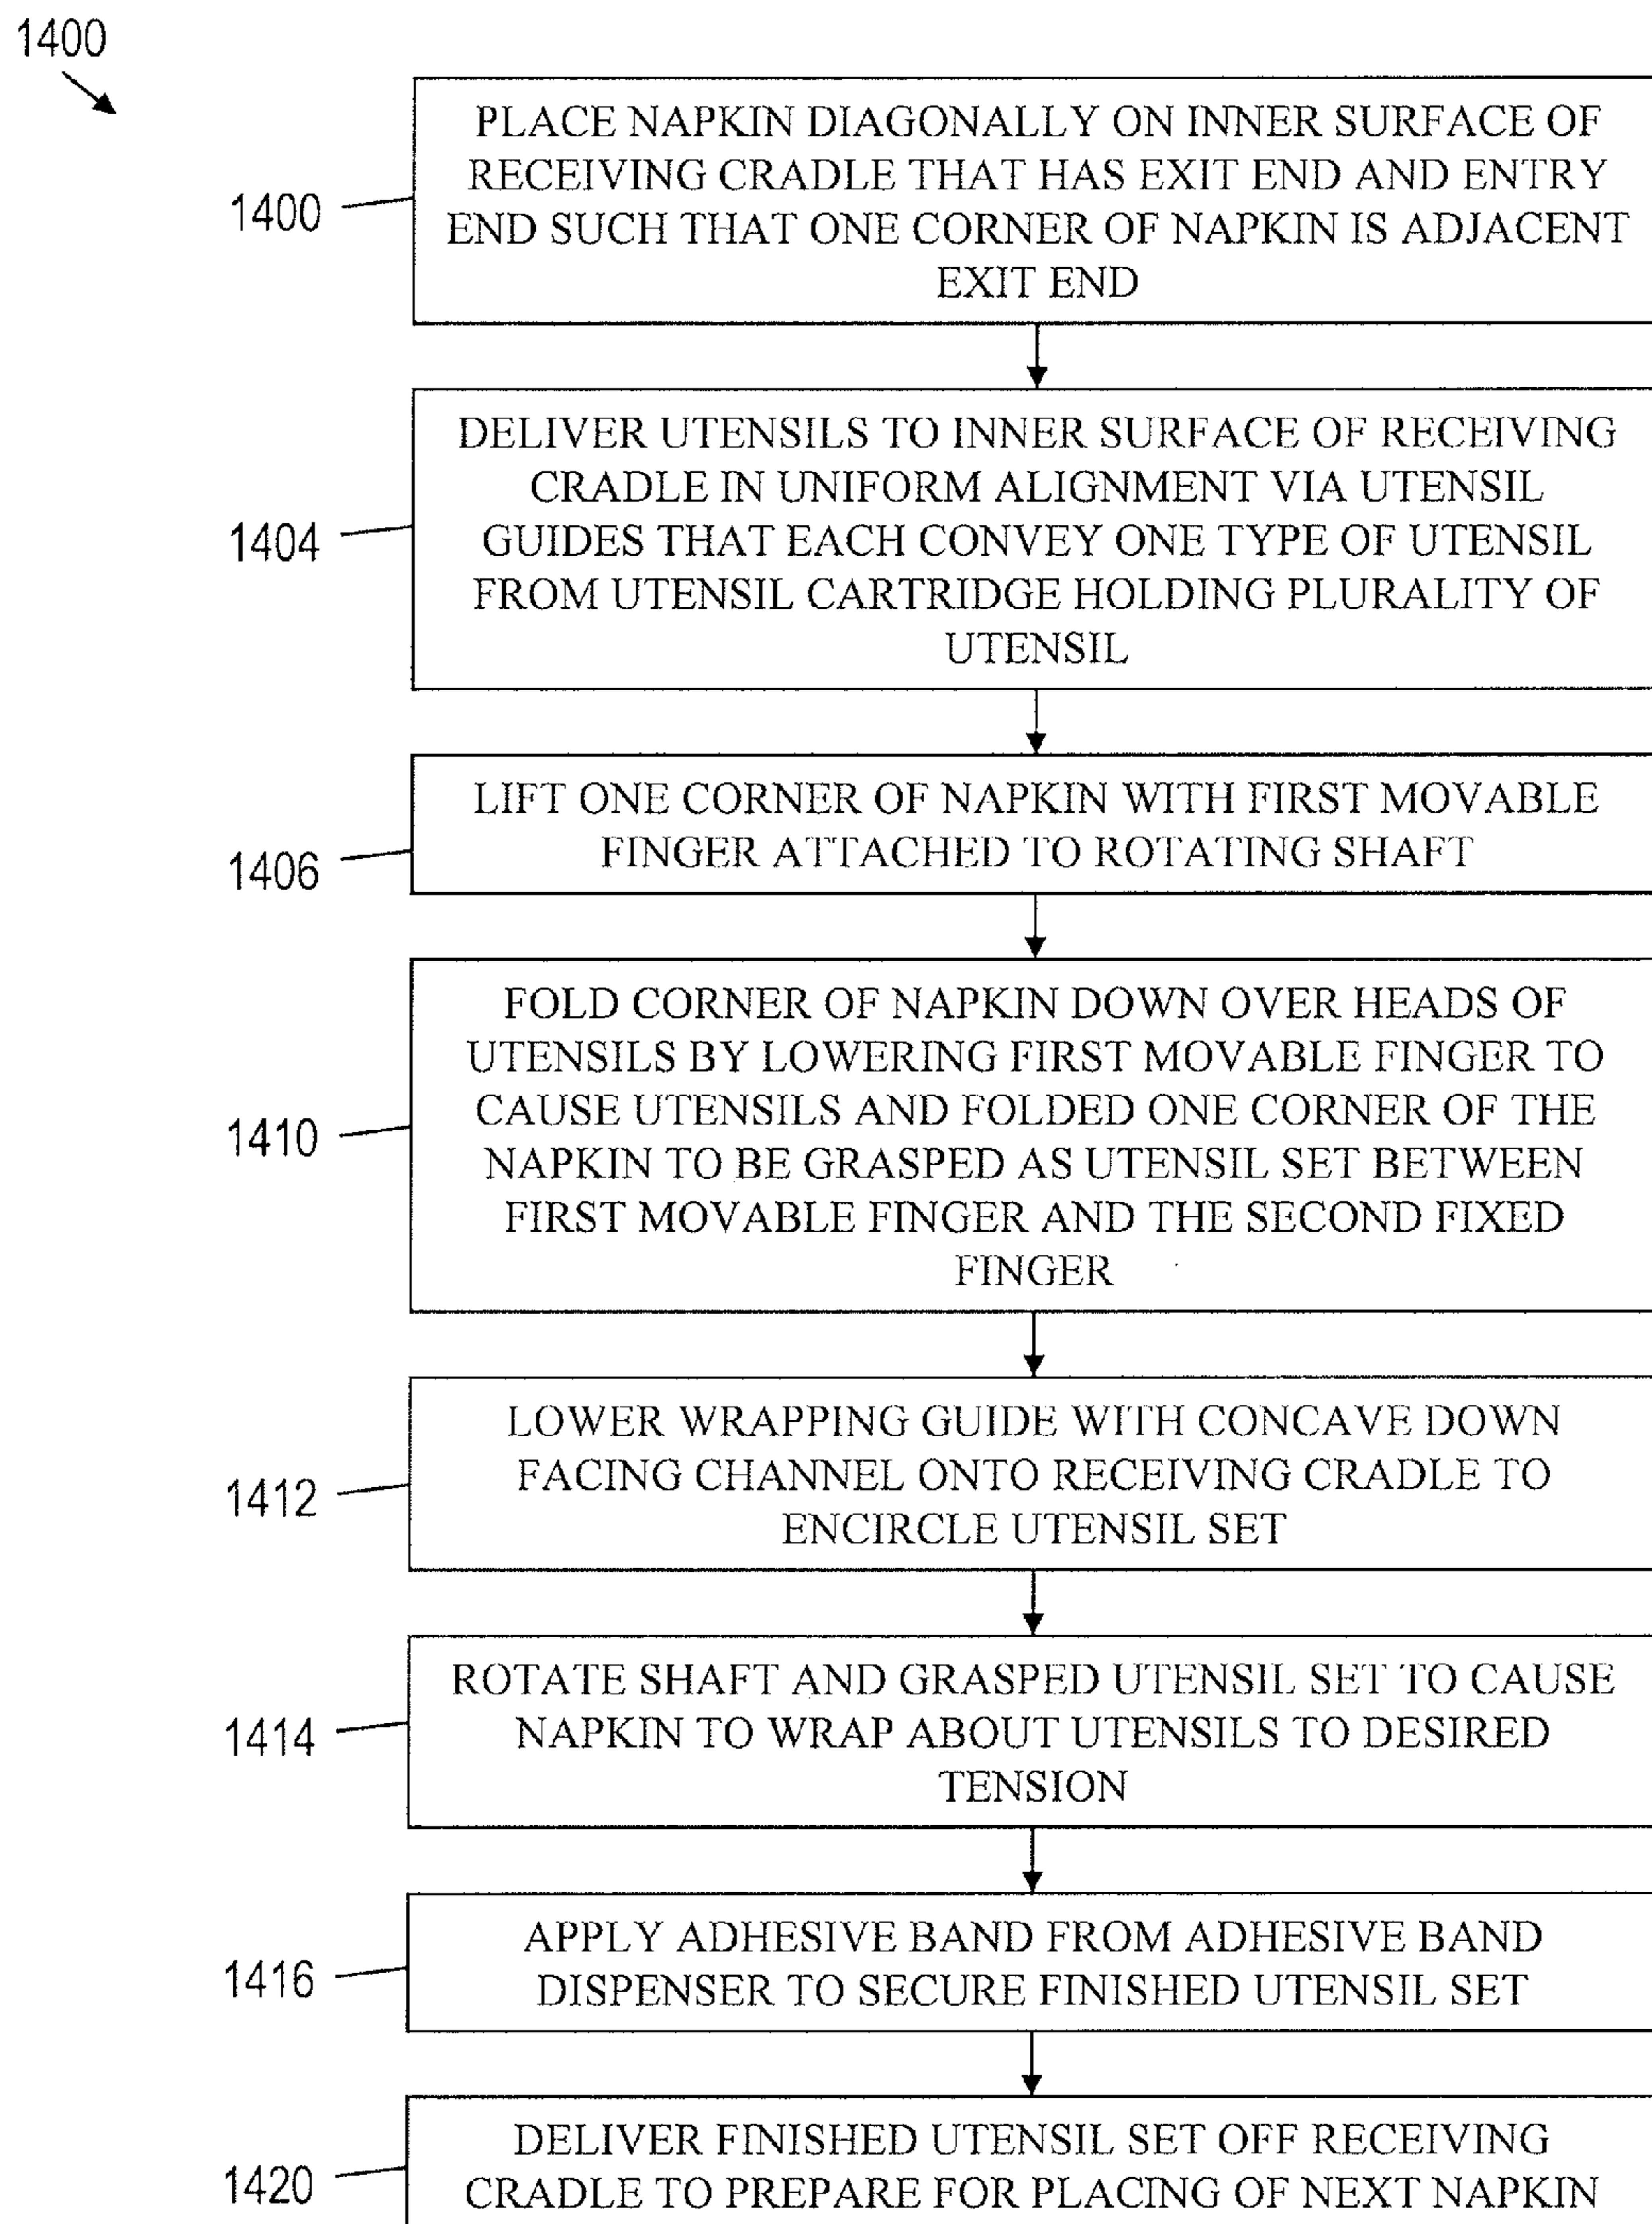 1400
PLACE NAPKIN DIAGONALLY ON INNER SURFACE OF
RECEIVING CRADLE THAT HAS EXIT END AND ENTRY
1400
END SUCH THAT ONE CORNER OF NAPKIN IS ADJACENT
EXIT END
DELIVER UTENSILS TO INNER SURFACE OF RECEIVING
CRADLE IN UNIFORM ALIGNMENT VIA UTENSIL
1404
GUIDES THAT EACH CONVEY ONE TYPE OF UTENSIL
FROM UTENSIL CARTRIDGE HOLDING PLURALITY OF
UTENSIL
LIFT ONE CORNER OF NAPKIN WITH FIRST MOVABLE
1406
FINGER ATTACHED TO ROTATING SHAFT
FOLD CORNER OF NAPKIN DOWN OVER HEADS OF
UTENSILS BY LOWERING FIRST MOVABLE FINGER TO
CAUSE UTENSILS AND FOLDED ONE CORNER OF THE
1410
NAPKIN TO BE GRASPED AS UTENSIL SET BETWEEN
FIRST MOVABLE FINGER AND THE SECOND FIXED
FINGER
LOWER WRAPPING GUIDE WITH CONCAVE DOWN
1412
FACING CHANNEL ONTO RECEIVING CRADLE TO
ENCIRCLE UTENSIL SET
ROTATE SHAFT AND GRASPED UTENSIL SET TO CAUSE
1414
NAPKIN TO WRAP ABOUT UTENSILS TO DESIRED
TENSION
APPLY ADHESIVE BAND FROM ADHESIVE BAND
1416
DISPENSER TO SECURE FINISHED UTENSIL SET
DELIVER FINISHED UTENSIL SET OFF RECEIVING
1420
CRADLE TO PREPARE FOR PLACING OF NEXT NAPKIN